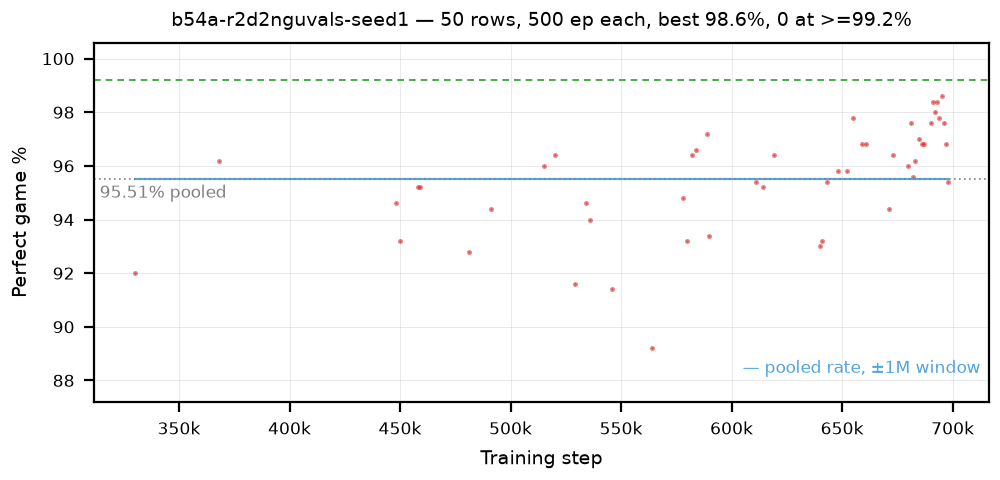 b54a-r2d2nguvals-seed1 — 50 rows, 500 ep each, best 98.6%, 0 at >=99.2%
100
98
96
94
92
90
88
Perfect game %
95.51% pooled
— pooled rate, ±1M window
350k
400k
450k
500k
550k
600k
650k
700k
Training step